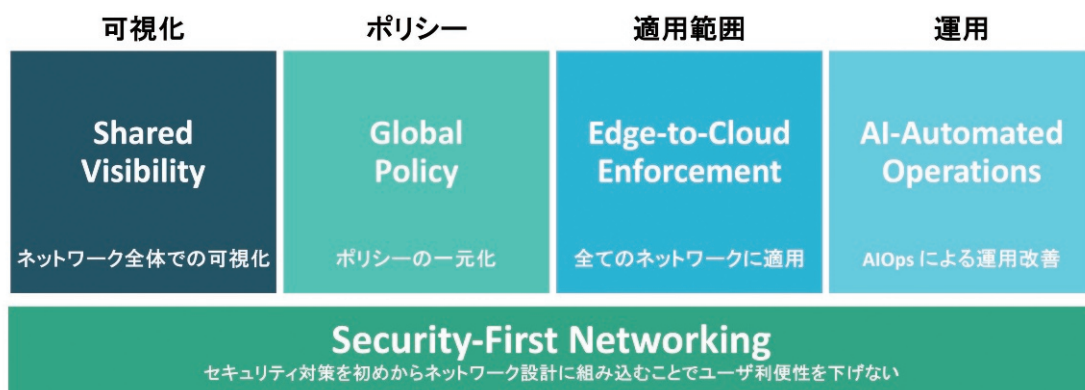 可視化
ポリシー
適用範囲
運用
Shared
Visibility
ネットワーク全体での可視化
Global
Policy
ポリシーの一元化
Edge-to-Cloud
Enforcement
全てのネットワークに適用
AI-Automated
Operations
AIOps による運用改善
Security-First Networking
セキュリティ対策を初めからネットワーク設計に組み込むことでユーザ利便性を下げない